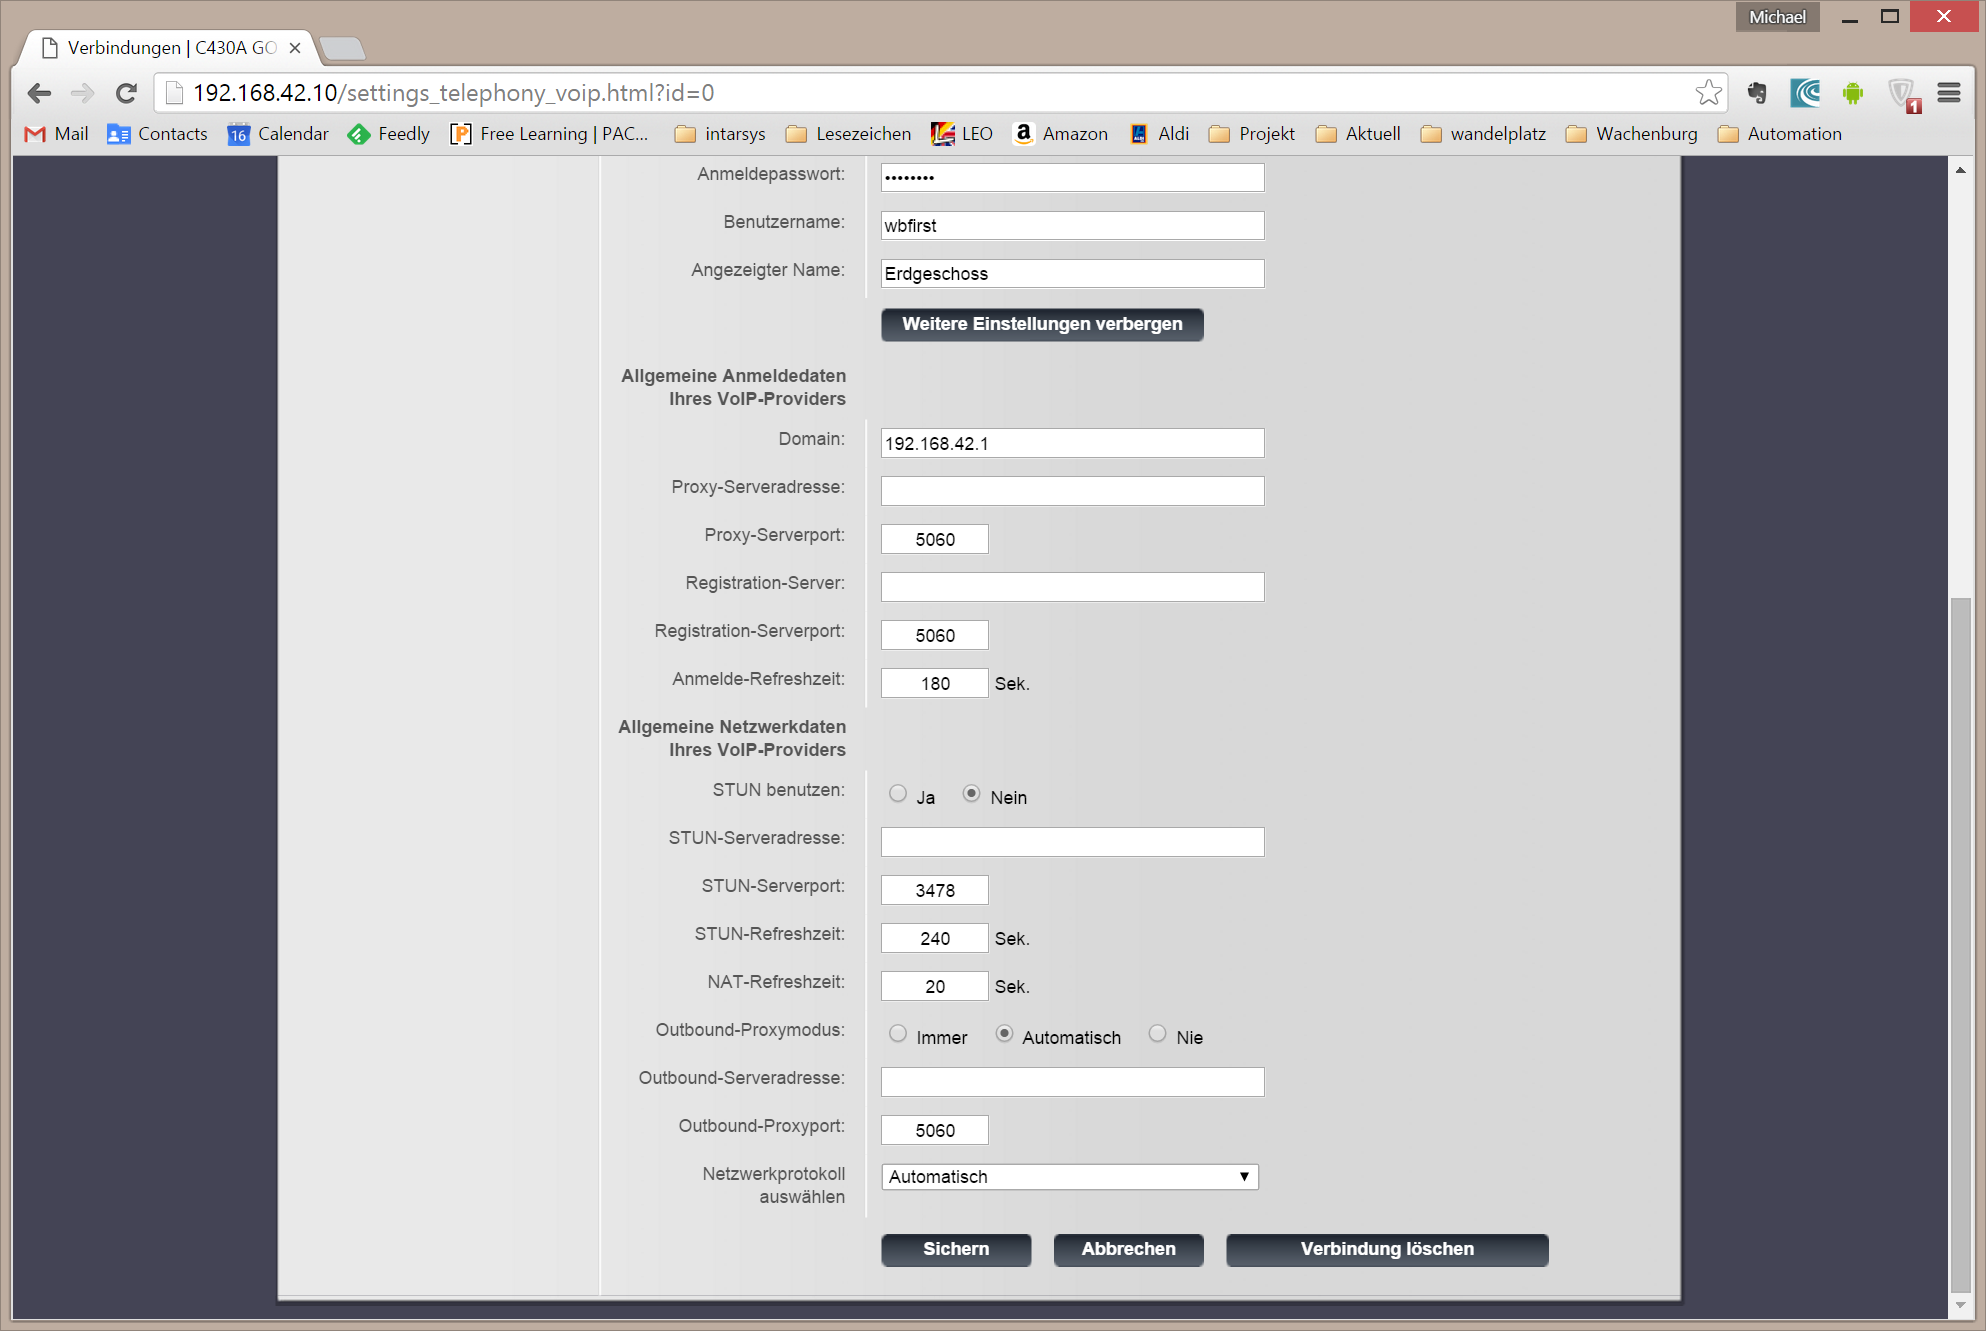 Michael
Verbindungen | C430A GO
192.168.42.10/settings_telephony_voip.html?id=0
1
Mail
16
Contacts
Calendar
Feedly
Free Learning | PAC...
intarsys
Lesezeichen
LEO
Amazon
Aldi
Projekt
Aktuell
wandelplatz
Wachenburg
Automation
Anmeldepasswort: ••••••••
Benutzername: wbfirst
Angezeigter Name: Erdgeschoss
Weitere Einstellungen verbergen
Allgemeine Anmeldedaten
Ihres VoIP-Providers
Domain: 192.168.42.1
Proxy-Serveradresse:
Proxy-Serverport: 5060
Registration-Server:
Registration-Serverport: 5060
Anmelde-Refreshzeit: 180 Sek.
Allgemeine Netzwerkdaten
Ihres VoIP-Providers
STUN benutzen: Ja Nein
STUN-Serveradresse:
STUN-Serverport: 3478
STUN-Refreshzeit: 240 Sek.
NAT-Refreshzeit: 20 Sek.
Outbound-Proxymodus: Immer Automatisch Nie
Outbound-Serveradresse:
Outbound-Proxyport: 5060
Netzwerkprotokoll
auswählen
Automatisch
Sichern
Abbrechen
Verbindung löschen